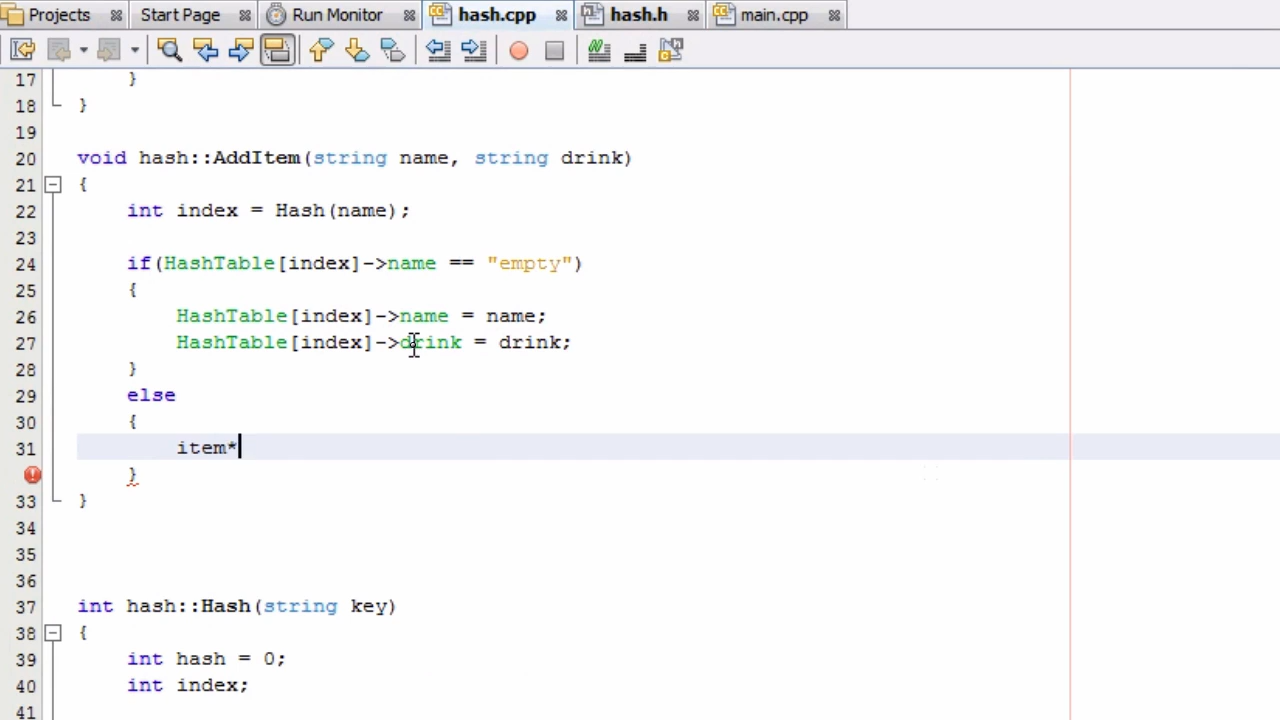 Projects Start Page Run Monitor hash.cpp hash.h main.cpp
17 }
18 }
19
20 void hash::AddItem(string name, string drink)
21 {
22 int index = Hash(name);
23
24 if(HashTable[index]->name == "empty")
25 {
26 HashTable[index]->name = name;
27 HashTable[index]->drink = drink;
28 }
29 else
30 {
31 item*
}
33 }
34
35
36
37 int hash::Hash(string key)
38 {
39 int hash = 0;
40 int index;
41